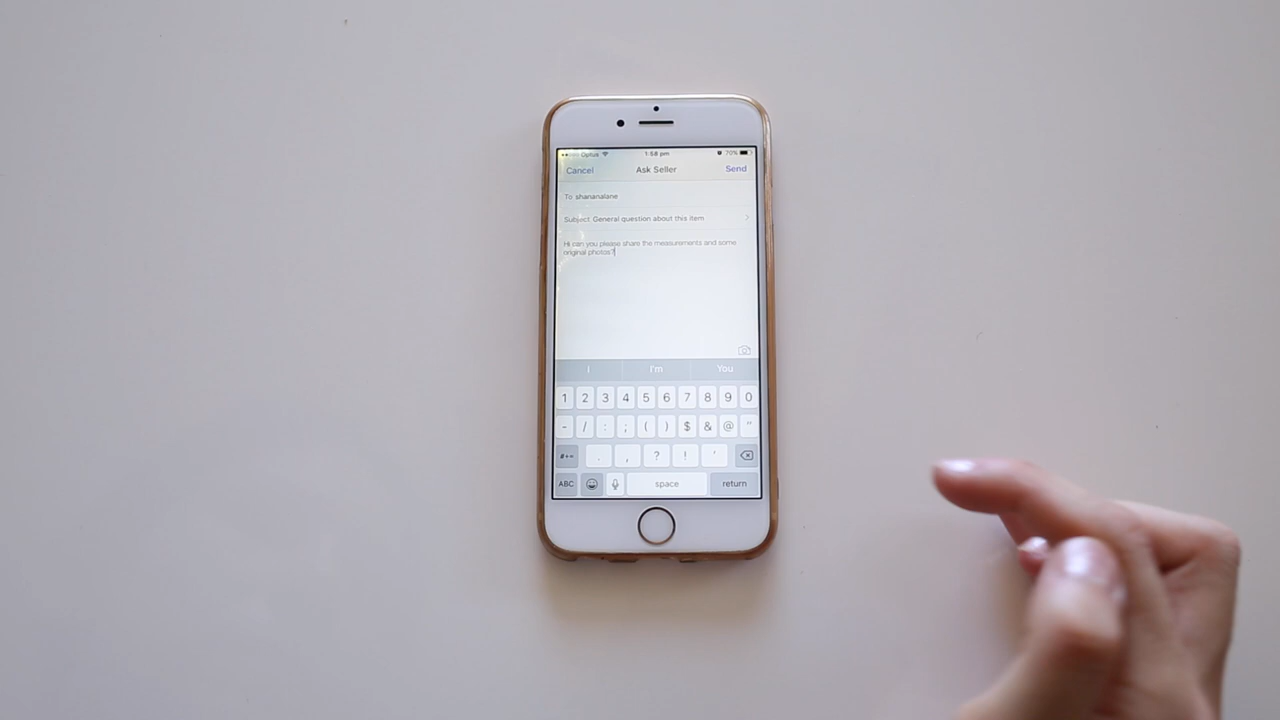 Optus 1:58 pm 70%
Cancel Ask Seller Send
To shananalane
Subject General question about this item
Hi can you please share the measurements and some
original photos?
I I'm You
1 2 3 4 5 6 7 8 9 0
- / : ; ( ) $ & @ "
#+= . , ? ! '
ABC space return